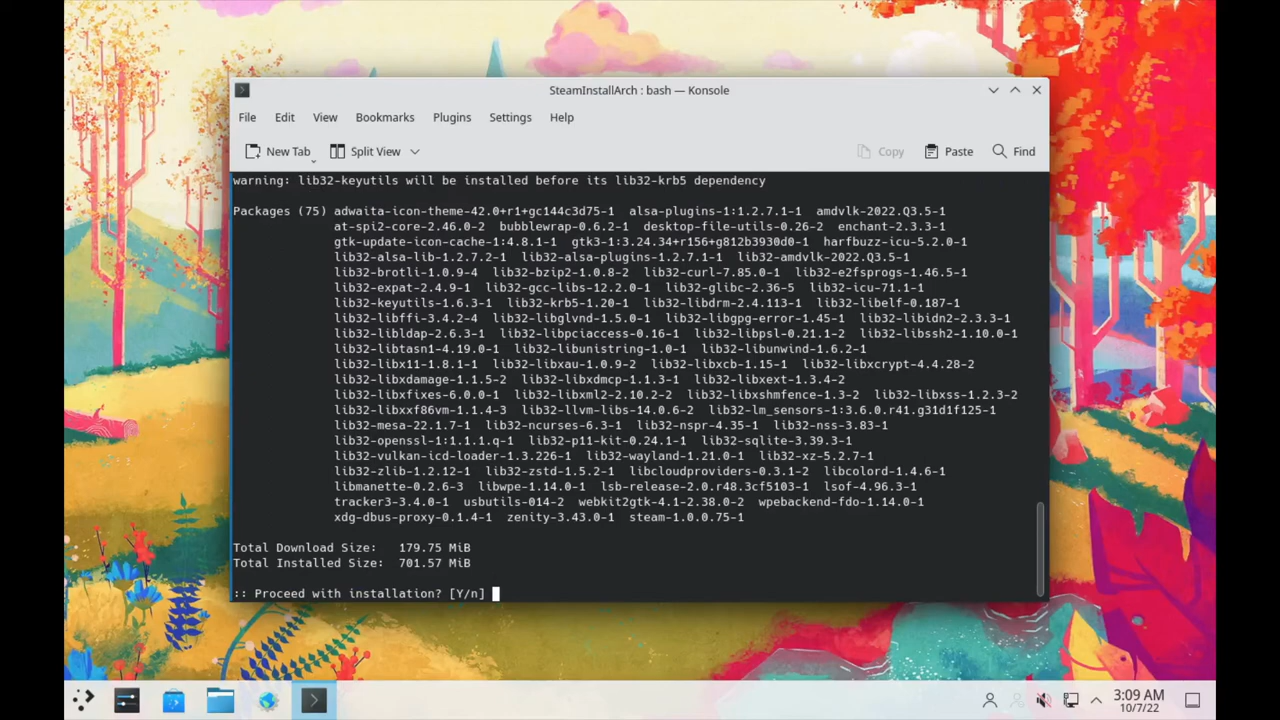 SteamInstallArch : bash — Konsole
File Edit View Bookmarks Plugins Settings Help
New Tab Split View Copy Paste Find
warning: lib32-keyutils will be installed before its lib32-krb5 dependency
Packages (75) adwaita-icon-theme-42.0+r1+gc144c3d75-1 alsa-plugins-1:1.2.7.1-1 amdvlk-2022.Q3.5-1
at-spi2-core-2.46.0-2 bubblewrap-0.6.2-1 desktop-file-utils-0.26-2 enchant-2.3.3-1
gtk-update-icon-cache-1:4.8.1-1 gtk3-1:3.24.34+r156+g812b3930d0-1 harfbuzz-icu-5.2.0-1
lib32-alsa-lib-1.2.7.2-1 lib32-alsa-plugins-1.2.7.1-1 lib32-amdvlk-2022.Q3.5-1
lib32-brotli-1.0.9-4 lib32-bzip2-1.0.8-2 lib32-curl-7.85.0-1 lib32-e2fsprogs-1.46.5-1
lib32-expat-2.4.9-1 lib32-gcc-libs-12.2.0-1 lib32-glibc-2.36-5 lib32-icu-71.1-1
lib32-keyutils-1.6.3-1 lib32-krb5-1.20-1 lib32-libdrm-2.4.113-1 lib32-libelf-0.187-1
lib32-libffi-3.4.2-4 lib32-libglvnd-1.5.0-1 lib32-libgpg-error-1.45-1 lib32-libidn2-2.3.3-1
lib32-libldap-2.6.3-1 lib32-libpciaccess-0.16-1 lib32-libpsl-0.21.1-2 lib32-libssh2-1.10.0-1
lib32-libtasn1-4.19.0-1 lib32-libunistring-1.0-1 lib32-libunwind-1.6.2-1
lib32-libx11-1.8.1-1 lib32-libxau-1.0.9-2 lib32-libxcb-1.15-1 lib32-libxcrypt-4.4.28-2
lib32-libxdamage-1.1.5-2 lib32-libxdmcp-1.1.3-1 lib32-libxext-1.3.4-2
lib32-libxfixes-6.0.0-1 lib32-libxml2-2.10.2-2 lib32-libxshmfence-1.3-2 lib32-libxss-1.2.3-2
lib32-libxxf86vm-1.1.4-3 lib32-llvm-libs-14.0.6-2 lib32-lm_sensors-1:3.6.0.r41.g31d1f125-1
lib32-mesa-22.1.7-1 lib32-ncurses-6.3-1 lib32-nspr-4.35-1 lib32-nss-3.83-1
lib32-openssl-1:1.1.1.q-1 lib32-p11-kit-0.24.1-1 lib32-sqlite-3.39.3-1
lib32-vulkan-icd-loader-1.3.226-1 lib32-wayland-1.21.0-1 lib32-xz-5.2.7-1
lib32-zlib-1.2.12-1 lib32-zstd-1.5.2-1 libcloudproviders-0.3.1-2 libcolord-1.4.6-1
libmanette-0.2.6-3 libwpe-1.14.0-1 lsb-release-2.0.r48.3cf5103-1 lsof-4.96.3-1
tracker3-3.4.0-1 usbutils-014-2 webkit2gtk-4.1-2.38.0-2 wpebackend-fdo-1.14.0-1
xdg-dbus-proxy-0.1.4-1 zenity-3.43.0-1 steam-1.0.0.75-1
Total Download Size: 179.75 MiB
Total Installed Size: 701.57 MiB
:: Proceed with installation? [Y/n]
3:09 AM
10/7/22